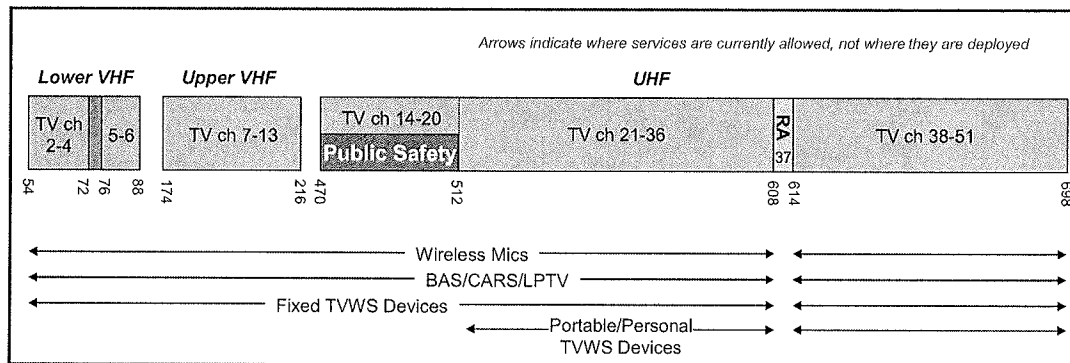 Arrows indicate where services are currently allowed, not where they are deployed
Lower VHF
Upper VHF
UHF
TV ch
2-4
5-6
TV ch 7-13
TV ch 14-20
Public Safety
TV ch 21-36
RA
37
TV ch 38-51
54
72
76
88
174
216
470
512
608
614
698
Wireless Mics
BAS/CARS/LPTV
Fixed TVWS Devices
Portable/Personal
TVWS Devices